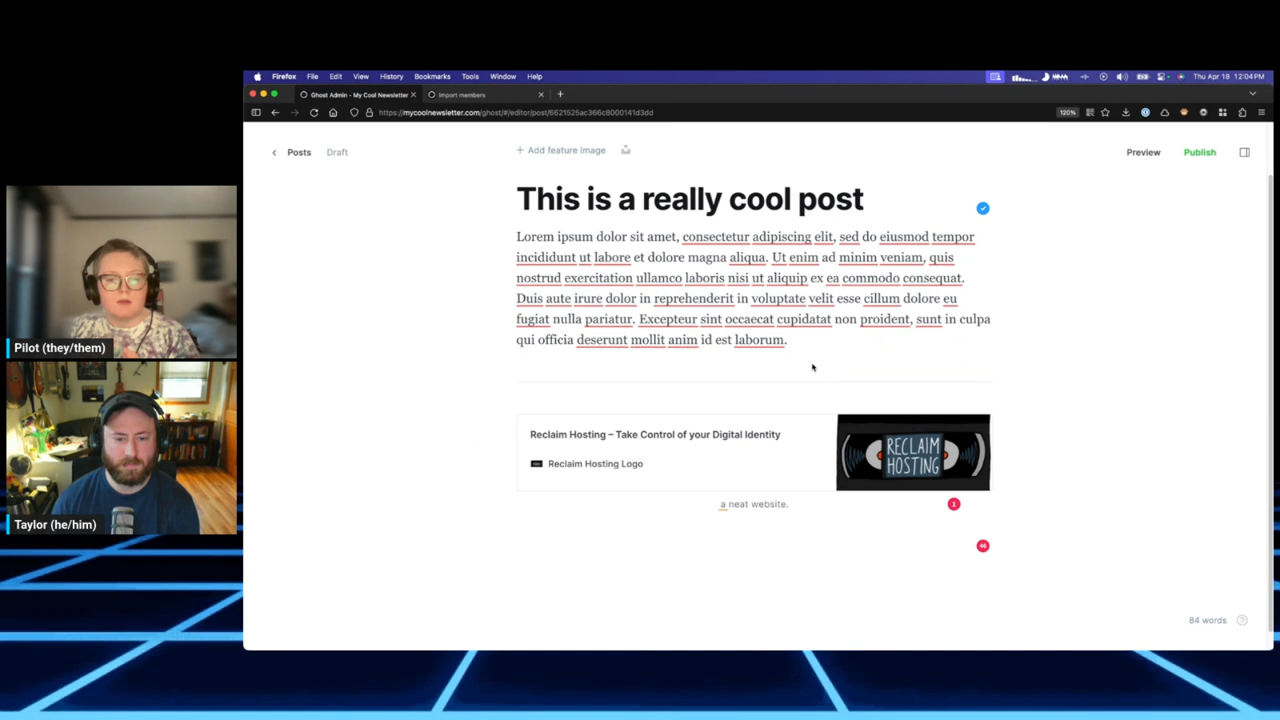 Firefox File Edit View History Bookmarks Tools Window Help Thu Apr 18 12:04PM
Ghost Admin - My Cool Newsletter Import members
https://mycoolnewsletter.com/ghost/#/editor/post/6621525ac366c8000141d3dd 120%
Posts Draft + Add feature image Preview Publish
This is a really cool post
Lorem ipsum dolor sit amet, consectetur adipiscing elit, sed do eiusmod tempor
incididunt ut labore et dolore magna aliqua. Ut enim ad minim veniam, quis
nostrud exercitation ullamco laboris nisi ut aliquip ex ea commodo consequat.
Duis aute irure dolor in reprehenderit in voluptate velit esse cillum dolore eu
fugiat nulla pariatur. Excepteur sint occaecat cupidatat non proident, sunt in culpa
qui officia deserunt mollit anim id est laborum.
Reclaim Hosting – Take Control of your Digital Identity
Reclaim Hosting Logo
RECLAIM
HOSTING
a neat website.
1
46
84 words
Pilot (they/them)
Taylor (he/him)